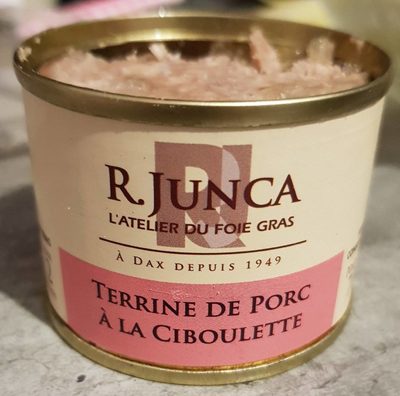 R. JUNCA
L'ATELIER DU FOIE GRAS
À DAX DEPUIS 1949
TERRINE DE PORC
À LA CIBOULETTE